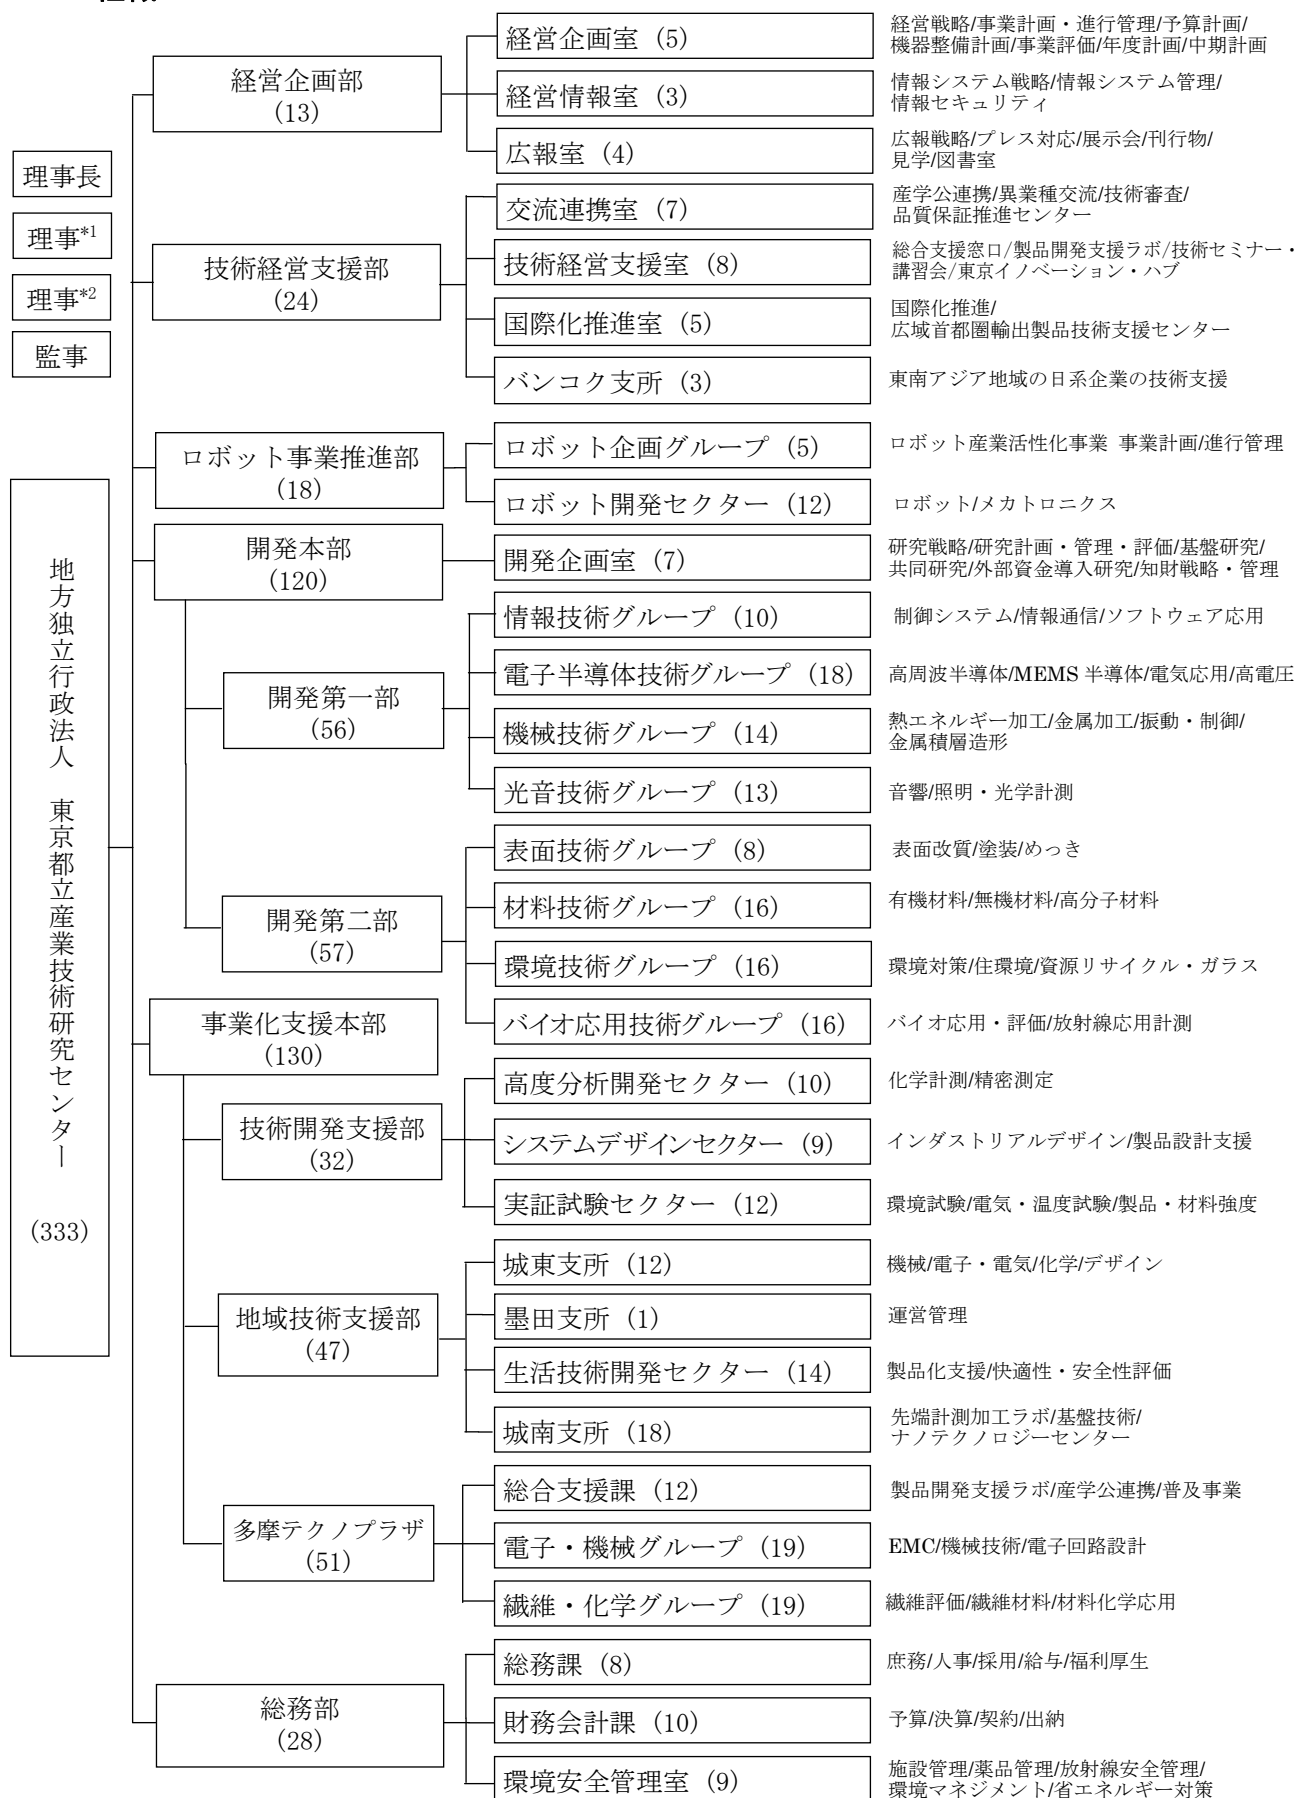 理事長
理事*1
理事*2
監事
地方独立行政法人 東京都立産業技術研究センター
(333)
経営企画部
(13)
経営企画室 (5)
経営戦略/事業計画・進行管理/予算計画/
機器整備計画/事業評価/年度計画/中期計画
経営情報室 (3)
情報システム戦略/情報システム管理/
情報セキュリティ
広報室 (4)
広報戦略/プレス対応/展示会/刊行物/
見学/図書室
技術経営支援部
(24)
交流連携室 (7)
産学公連携/異業種交流/技術審査/
品質保証推進センター
技術経営支援室 (8)
総合支援窓口/製品開発支援ラボ/技術セミナー・
講習会/東京イノベーション・ハブ
国際化推進室 (5)
国際化推進/
広域首都圏輸出製品技術支援センター
バンコク支所 (3)
東南アジア地域の日系企業の技術支援
ロボット事業推進部
(18)
ロボット企画グループ (5)
ロボット産業活性化事業 事業計画/進行管理
ロボット開発セクター (12)
ロボット/メカトロニクス
開発本部
(120)
開発企画室 (7)
研究戦略/研究計画・管理・評価/基盤研究/
共同研究/外部資金導入研究/知財戦略・管理
開発第一部
(56)
情報技術グループ (10)
制御システム/情報通信/ソフトウェア応用
電子半導体技術グループ (18)
高周波半導体/MEMS 半導体/電気応用/高電圧
機械技術グループ (14)
熱エネルギー加工/金属加工/振動・制御/
金属積層造形
光音技術グループ (13)
音響/照明・光学計測
開発第二部
(57)
表面技術グループ (8)
表面改質/塗装/めっき
材料技術グループ (16)
有機材料/無機材料/高分子材料
環境技術グループ (16)
環境対策/住環境/資源リサイクル・ガラス
バイオ応用技術グループ (16)
バイオ応用・評価/放射線応用計測
事業化支援本部
(130)
技術開発支援部
(32)
高度分析開発セクター (10)
化学計測/精密測定
システムデザインセクター (9)
インダストリアルデザイン/製品設計支援
実証試験セクター (12)
環境試験/電気・温度試験/製品・材料強度
地域技術支援部
(47)
城東支所 (12)
機械/電子・電気/化学/デザイン
墨田支所 (1)
運営管理
生活技術開発セクター (14)
製品化支援/快適性・安全性評価
城南支所 (18)
先端計測加工ラボ/基盤技術/
ナノテクノロジーセンター
多摩テクノプラザ
(51)
総合支援課 (12)
製品開発支援ラボ/産学公連携/普及事業
電子・機械グループ (19)
EMC/機械技術/電子回路設計
繊維・化学グループ (19)
繊維評価/繊維材料/材料化学応用
総務部
(28)
総務課 (8)
庶務/人事/採用/給与/福利厚生
財務会計課 (10)
予算/決算/契約/出納
環境安全管理室 (9)
施設管理/薬品管理/放射線安全管理/
環境マネジメント/省エネルギー対策